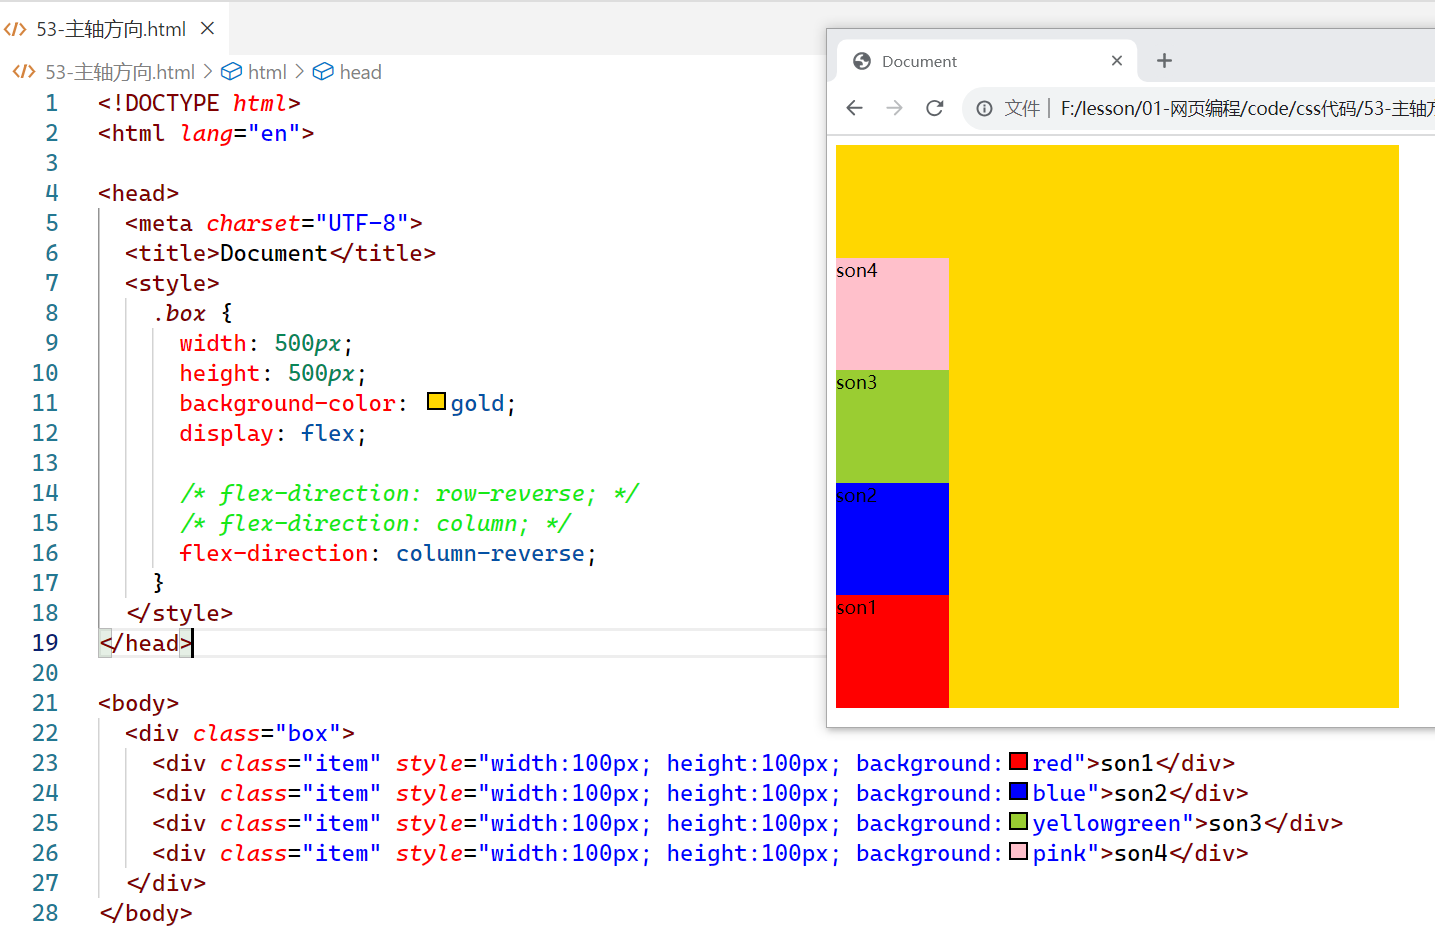 53-主轴方向.html
53-主轴方向.html > html > head
1 <!DOCTYPE html>
2 <html lang="en">
3
4 <head>
5 <meta charset="UTF-8">
6 <title>Document</title>
7 <style>
8 .box {
9 width: 500px;
10 height: 500px;
11 background-color: gold;
12 display: flex;
13
14 /* flex-direction: row-reverse; */
15 /* flex-direction: column; */
16 flex-direction: column-reverse;
17 }
18 </style>
19 </head>
20
21 <body>
22 <div class="box">
23 <div class="item" style="width:100px; height:100px; background:red">son1</div>
24 <div class="item" style="width:100px; height:100px; background:blue">son2</div>
25 <div class="item" style="width:100px; height:100px; background:yellowgreen">son3</div>
26 <div class="item" style="width:100px; height:100px; background:pink">son4</div>
27 </div>
28 </body>
Document
文件 | F:/lesson/01-网页编程/code/css代码/53-主轴
son4
son3
son2
son1